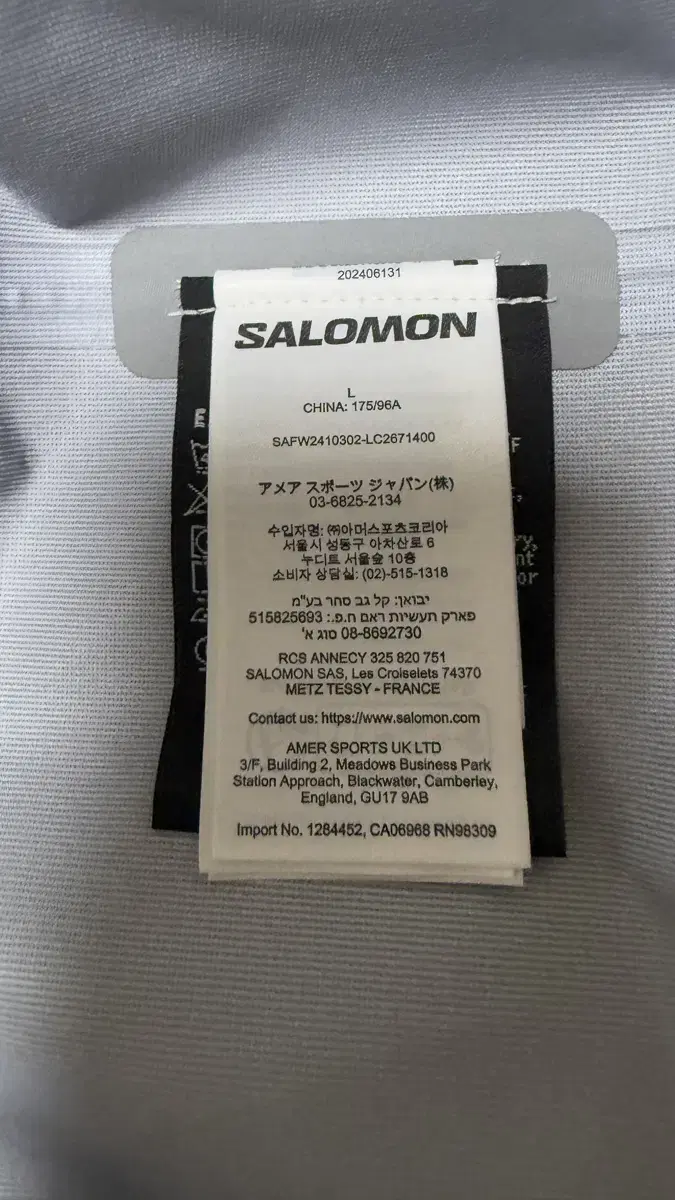 202406131
SALOMON
L
CHINA: 175/96A
SAFW2410302-LC2671400
アメア スポーツ ジャパン(株)
03-6825-2134
수입자명: ㈜아머스포츠코리아
서울시 성동구 아차산로 6
누디트 서울숲 10층
소비자 상담실: (02)-515-1318
יבואן: קל גב סחר בע"מ
פארק תעשיות ראם ח.פ.: 515825693
08-8692730 סוג א'
RCS ANNECY 325 820 751
SALOMON SAS, Les Croiselets 74370
METZ TESSY - FRANCE
Contact us: https://www.salomon.com
AMER SPORTS UK LTD
3/F, Building 2, Meadows Business Park
Station Approach, Blackwater, Camberley,
England, GU17 9AB
Import No. 1284452, CA06968 RN98309